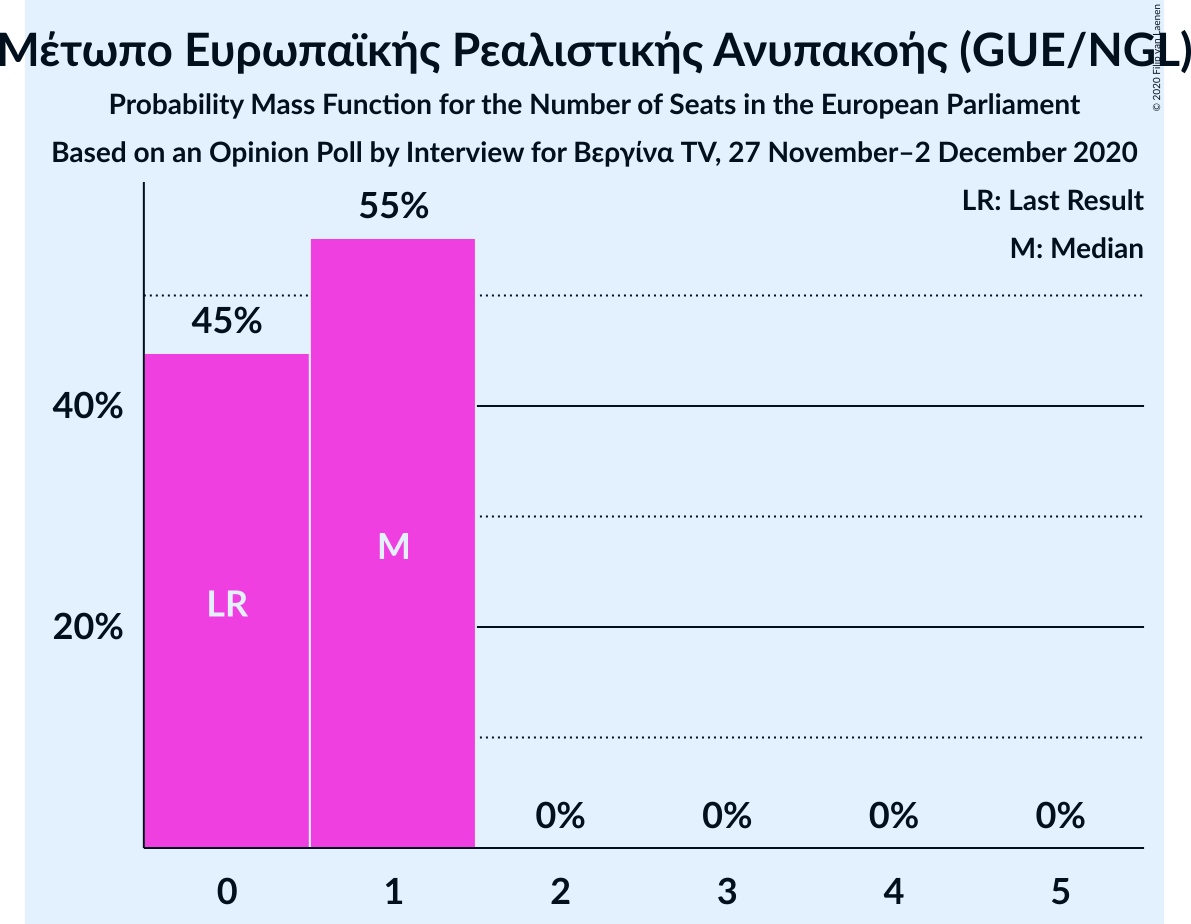 Μέτωπο Ευρωπαϊκής Ρεαλιστικής Ανυπακοής (GUE/NGL)
© 2020 Filip van Laenen
Probability Mass Function for the Number of Seats in the European Parliament
Based on an Opinion Poll by Interview for Βεργίνα TV, 27 November–2 December 2020
LR: Last Result
M: Median
55%
45%
40%
M
LR
20%
0% 0% 0% 0%
0 1 2 3 4 5